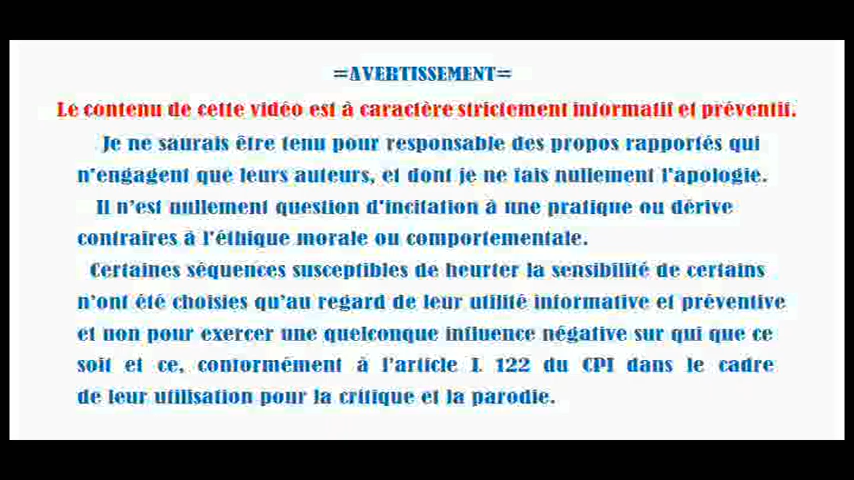 =AVERTISSEMENT=
Le contenu de cette vidéo est à caractère strictement informatif et préventif.
Je ne saurais être tenu pour responsable des propos rapportés qui
n'engagent que leurs auteurs, et dont je ne fais nullement l'apologie.
Il n'est nullement question d'incitation à une pratique ou dérive
contraires à l'éthique morale ou comportementale.
Certaines séquences susceptibles de heurter la sensibilité de certains
n'ont été choisies qu'au regard de leur utilité informative et préventive
et non pour exercer une quelconque influence négative sur qui que ce
soit et ce, conformément à l'article L 122 du CPI dans le cadre
de leur utilisation pour la critique et la parodie.